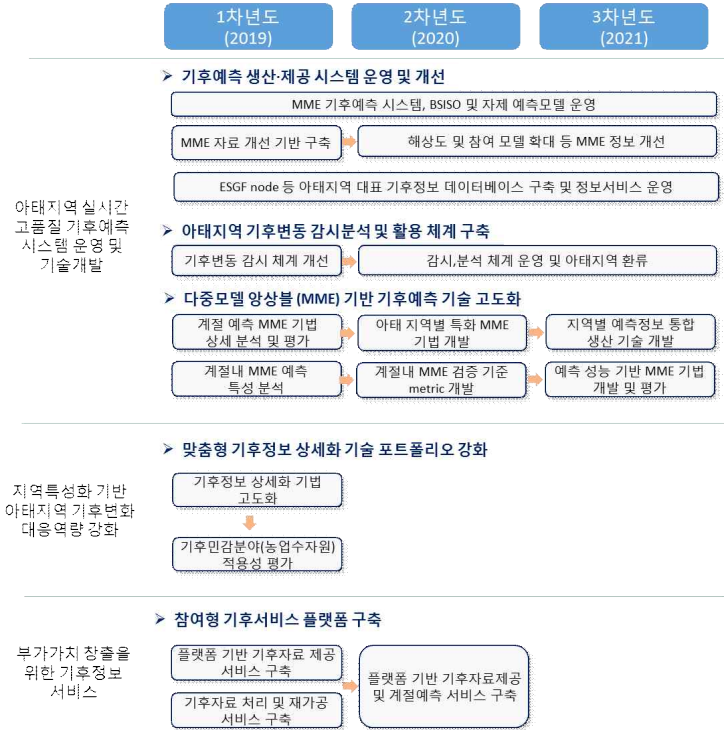 1차년도
(2019)
2차년도
(2020)
3차년도
(2021)
아태지역 실시간
고품질 기후예측
시스템 운영 및
기술개발
➢ 기후예측 생산·제공 시스템 운영 및 개선
MME 기후예측 시스템, BSISO 및 자체 예측모델 운영
MME 자료 개선 기반 구축
해상도 및 참여 모델 확대 등 MME 정보 개선
ESGF node 등 아태지역 대표 기후정보 데이터베이스 구축 및 정보서비스 운영
➢ 아태지역 기후변동 감시분석 및 활용 체계 구축
기후변동 감시 체계 개선
감시,분석 체계 운영 및 아태지역 환류
➢ 다중모델 앙상블 (MME) 기반 기후예측 기술 고도화
계절 예측 MME 기법
상세 분석 및 평가
아태 지역별 특화 MME
기법 개발
지역별 예측정보 통합
생산 기술 개발
계절내 MME 예측
특성 분석
계절내 MME 검증 기준
metric 개발
예측 성능 기반 MME 기법
개발 및 평가
지역특성화 기반
아태지역 기후변화
대응역량 강화
➢ 맞춤형 기후정보 상세화 기술 포트폴리오 강화
기후정보 상세화 기법
고도화
기후민감분야(농업수자원)
적용성 평가
부가가치 창출을
위한 기후정보
서비스
➢ 참여형 기후서비스 플랫폼 구축
플랫폼 기반 기후자료 제공
서비스 구축
기후자료 처리 및 재가공
서비스 구축
플랫폼 기반 기후자료제공
및 계절예측 서비스 구축